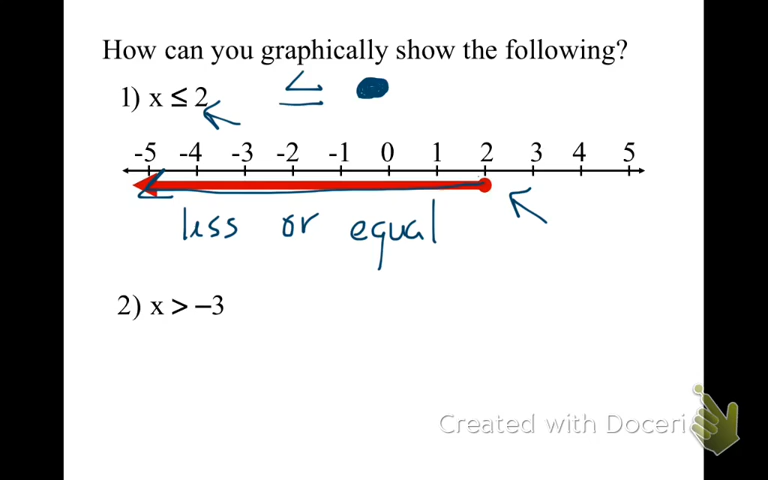 How can you graphically show the following?
1) x ≤ 2
≤
-5 -4 -3 -2 -1 0 1 2 3 4 5
less or equal
2) x > −3
Created with Doceri